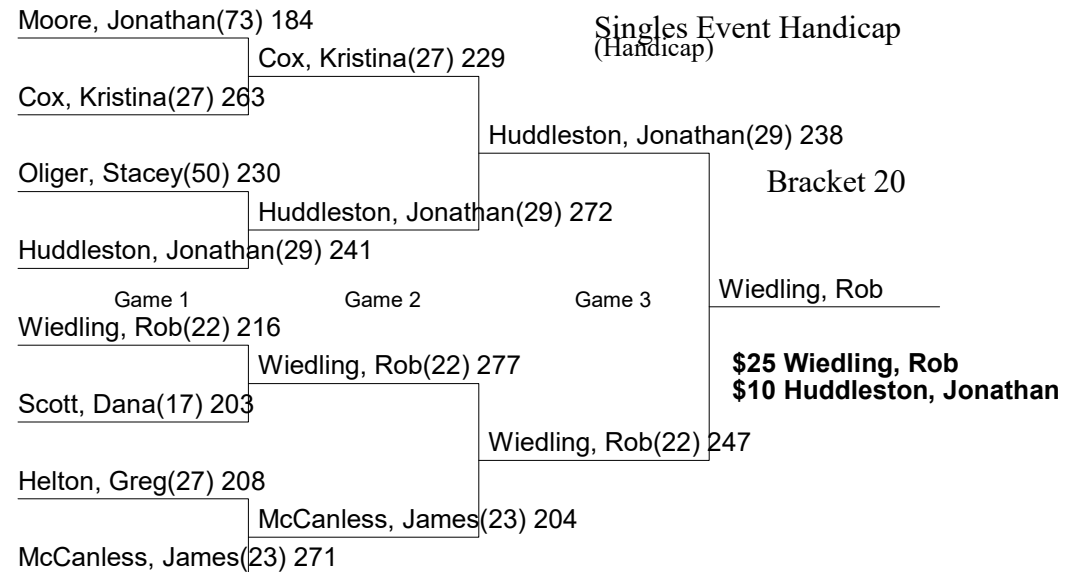 Moore, Jonathan(73) 184
Singles Event Handicap
(Handicap)
Cox, Kristina(27) 229
Cox, Kristina(27) 263
Huddleston, Jonathan(29) 238
Oliger, Stacey(50) 230
Bracket 20
Huddleston, Jonathan(29) 272
Huddleston, Jonathan(29) 241
Game 1
Game 2
Game 3
Wiedling, Rob
Wiedling, Rob(22) 216
Wiedling, Rob(22) 277
$25 Wiedling, Rob
$10 Huddleston, Jonathan
Scott, Dana(17) 203
Wiedling, Rob(22) 247
Helton, Greg(27) 208
McCanless, James(23) 204
McCanless, James(23) 271